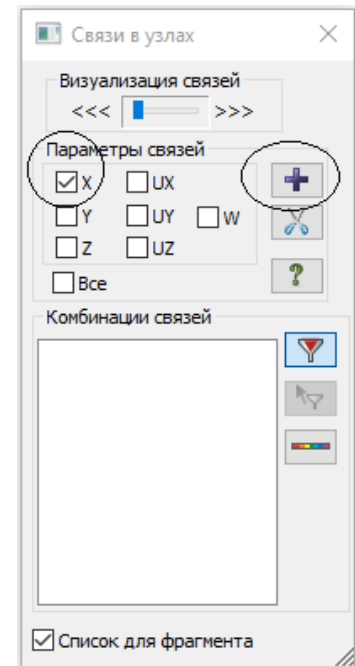 Связи в узлах
Визуализация связей
<<< >>>
Параметры связей
X UX
Y UY W
Z UZ
Все
?
Комбинации связей
Список для фрагмента